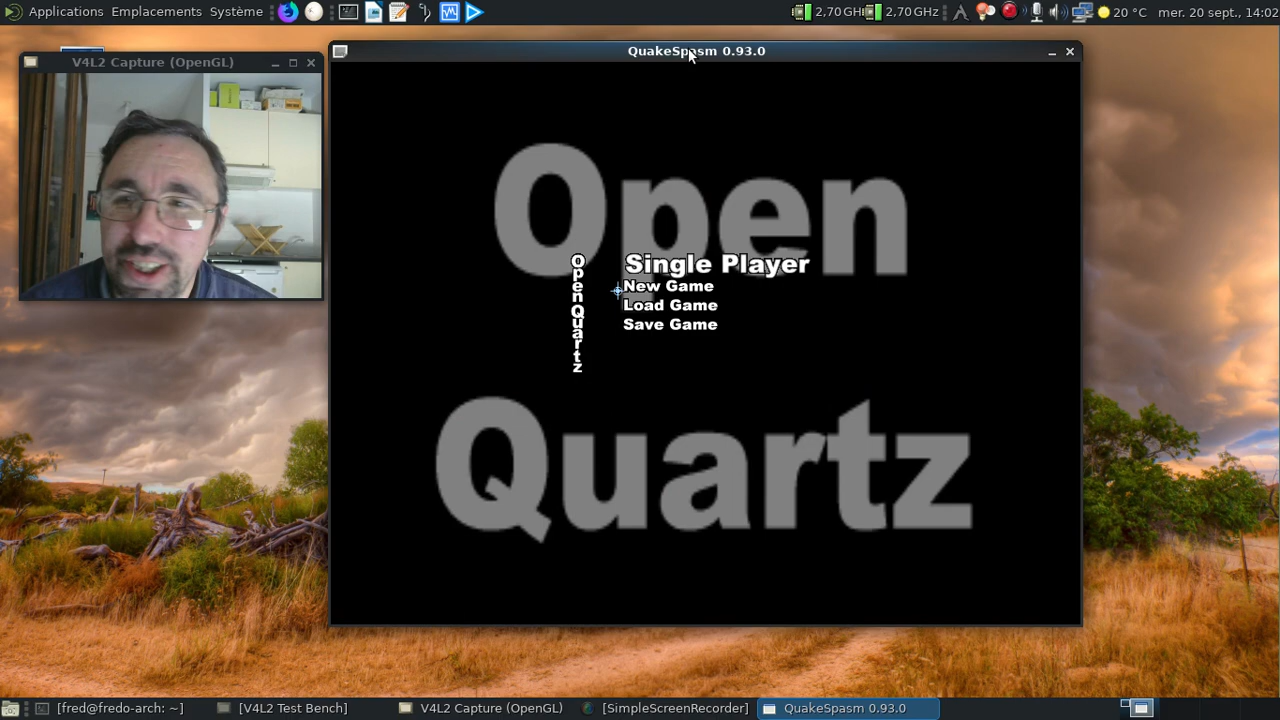 Applications Emplacements Système 2,70 GHz 2,70 GHz 20 °C mer. 20 sept., 14:02
V4L2 Capture (OpenGL)
QuakeSpasm 0.93.0
Open
Quartz
OpenQuartz
Single Player
New Game
Load Game
Save Game
[fred@fredo-arch: ~] [V4L2 Test Bench] V4L2 Capture (OpenGL) [SimpleScreenRecorder] QuakeSpasm 0.93.0